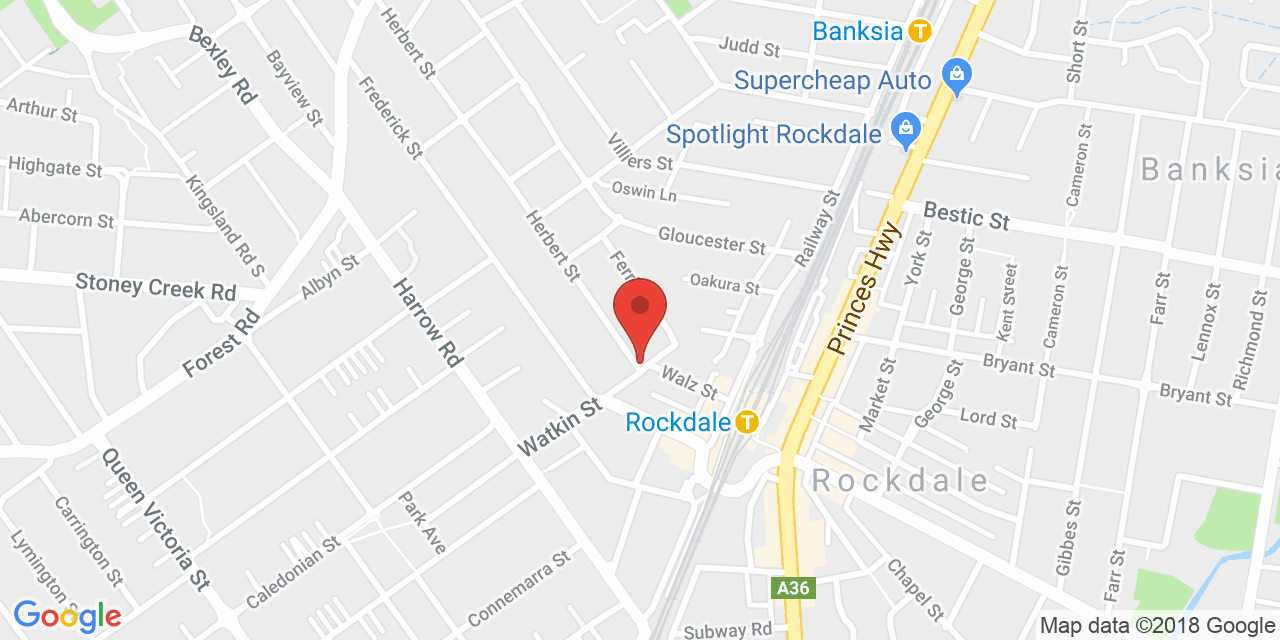 Banksia
T
Judd St
Short St
Herbert St
Bexley Rd
Bayview St
Supercheap Auto
Arthur St
Frederick St
Spotlight Rockdale
Villiers St
Cameron St
Highgate St
Banksia
Oswin Ln
Kingsland Rd S
Abercorn St
Railway St
Bestic St
Herbert St
Gloucester St
Princes Hwy
York St
George St
Ferr
Albyn St
Oakura St
Stoney Creek Rd
Kent Street
Cameron St
Farr St
Lennox St
Richmond St
Harrow Rd
Forest Rd
Bryant St
Walz St
Bryant St
Market St
George St
Lord St
Watkin St
Rockdale
T
Rockdale
Queen Victoria St
Park Ave
Carrington St
Gibbes St
Caledonian St
Lymington S
Connemarra St
Farr St
Chapel St
A36
Subway Rd
Google
Map data ©2018 Google